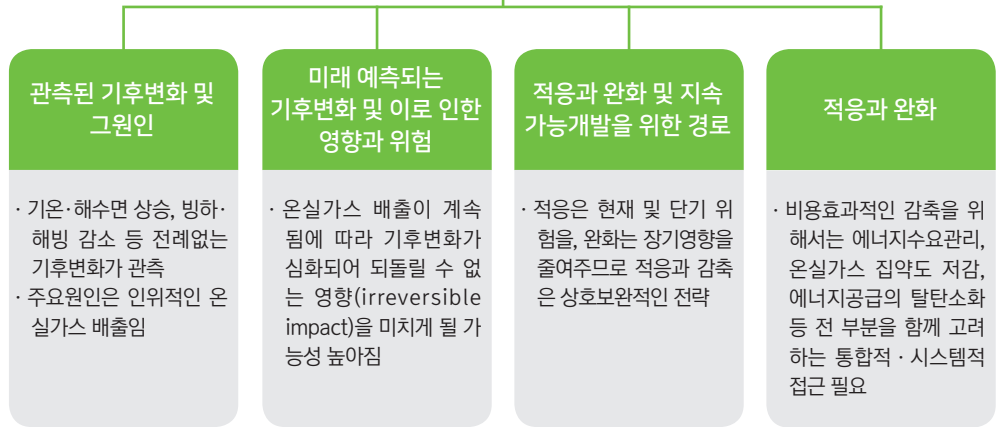 관측된 기후변화 및
그원인
· 기온·해수면 상승, 빙하·
해빙 감소 등 전례없는
기후변화가 관측
· 주요원인은 인위적인 온
실가스 배출임
미래 예측되는
기후변화 및 이로 인한
영향과 위험
· 온실가스 배출이 계속
됨에 따라 기후변화가
심화되어 되돌릴 수 없
는 영향(irreversible
impact)을 미치게 될 가
능성 높아짐
적응과 완화 및 지속
가능개발을 위한 경로
· 적응은 현재 및 단기 위
험을, 완화는 장기영향을
줄여주므로 적응과 감축
은 상호보완적인 전략
적응과 완화
· 비용효과적인 감축을 위
해서는 에너지수요관리,
온실가스 집약도 저감,
에너지공급의 탈탄소화
등 전 부분을 함께 고려
하는 통합적 · 시스템적
접근 필요